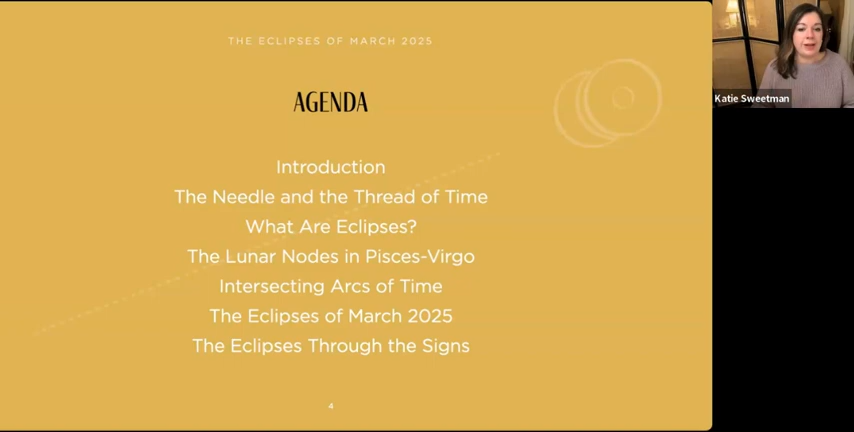 THE ECLIPSES OF MARCH 2025
AGENDA
Introduction
The Needle and the Thread of Time
What Are Eclipses?
The Lunar Nodes in Pisces-Virgo
Intersecting Arcs of Time
The Eclipses of March 2025
The Eclipses Through the Signs
4
Katie Sweetman